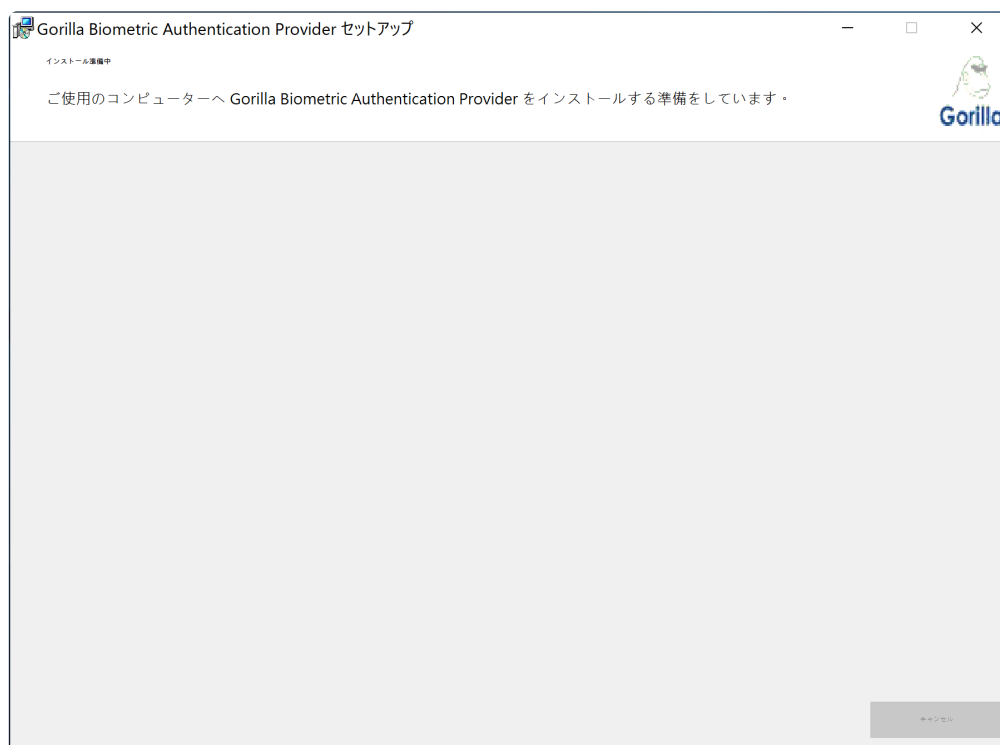 Gorilla Biometric Authentication Provider セットアップ
インストール準備中
ご使用のコンピューターへ Gorilla Biometric Authentication Provider をインストールする準備をしています。
Gorilla
キャンセル